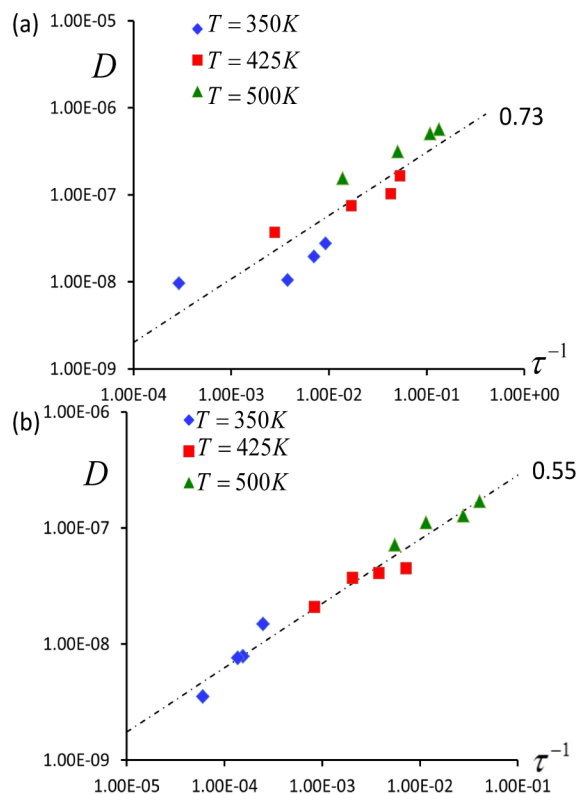 (a)
1.00E-05
D
T = 350K
T = 425K
T = 500K
1.00E-06
0.73
1.00E-07
1.00E-08
1.00E-09
τ⁻¹
1.00E-04 1.00E-03 1.00E-02 1.00E-01 1.00E+00
(b)
1.00E-06
D
T = 350K
T = 425K
T = 500K
0.55
1.00E-07
1.00E-08
1.00E-09
τ⁻¹
1.00E-05 1.00E-04 1.00E-03 1.00E-02 1.00E-01